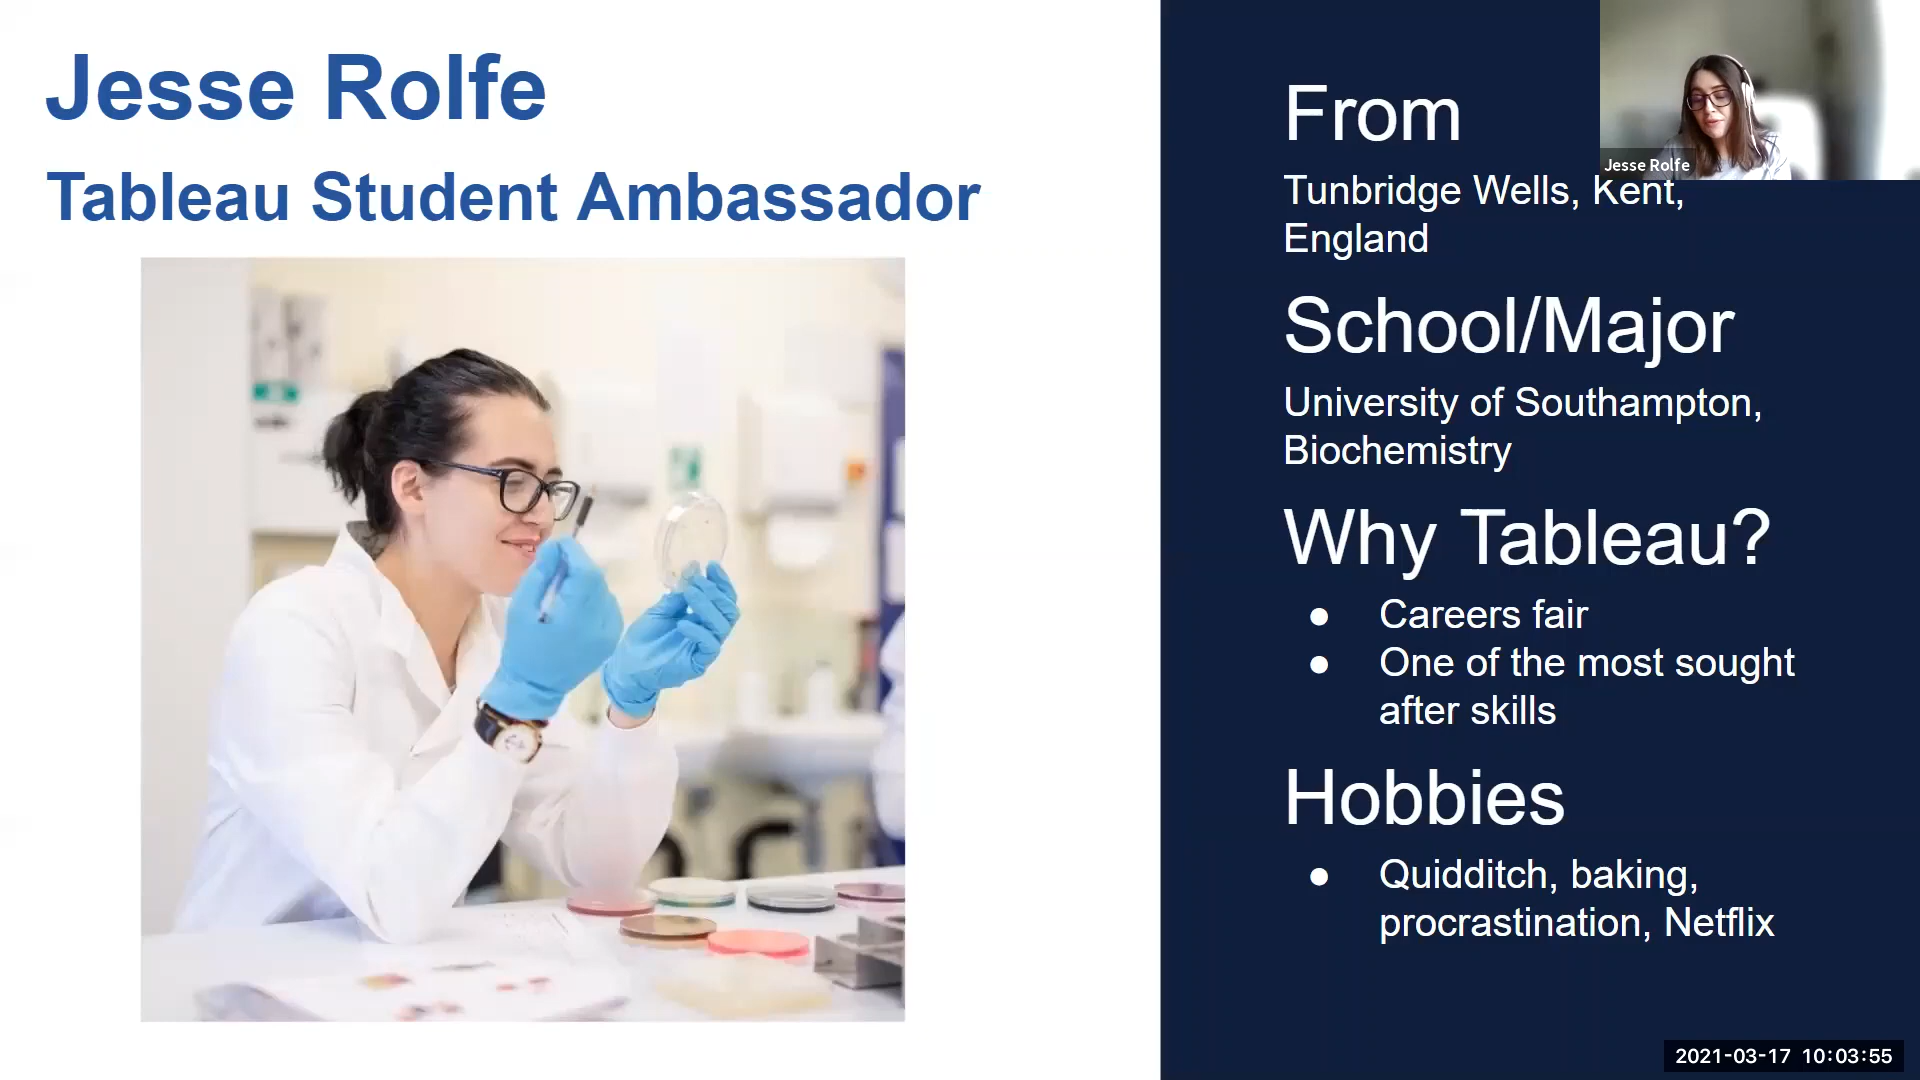 Jesse Rolfe
Tableau Student Ambassador
From
Tunbridge Wells, Kent,
England
School/Major
University of Southampton,
Biochemistry
Why Tableau?
● Careers fair
● One of the most sought
after skills
Hobbies
● Quidditch, baking,
procrastination, Netflix
Jesse Rolfe
2021-03-17 10:03:55